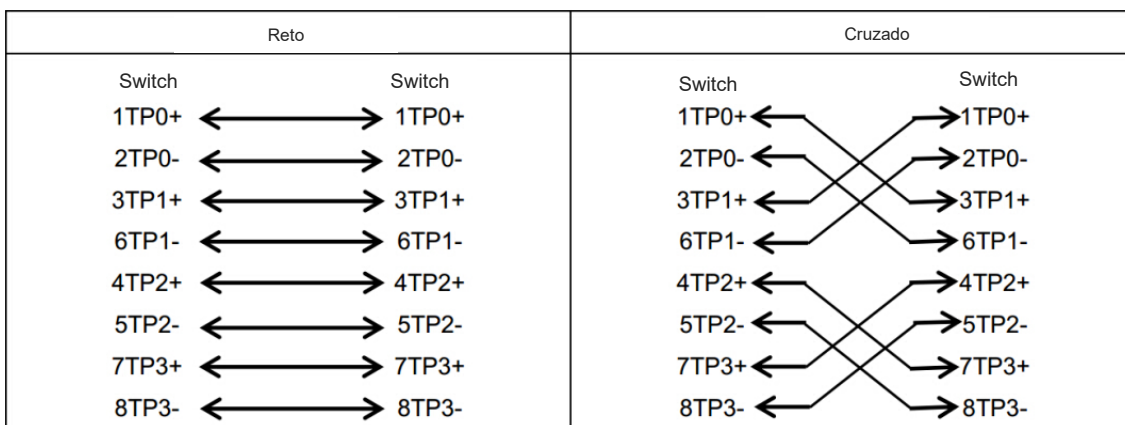 Reto Cruzado
Switch Switch Switch Switch
1TP0+ 1TP0+ 1TP0+ 1TP0+
2TP0- 2TP0- 2TP0- 2TP0-
3TP1+ 3TP1+ 3TP1+ 3TP1+
6TP1- 6TP1- 6TP1- 6TP1-
4TP2+ 4TP2+ 4TP2+ 4TP2+
5TP2- 5TP2- 5TP2- 5TP2-
7TP3+ 7TP3+ 7TP3+ 7TP3+
8TP3- 8TP3- 8TP3- 8TP3-